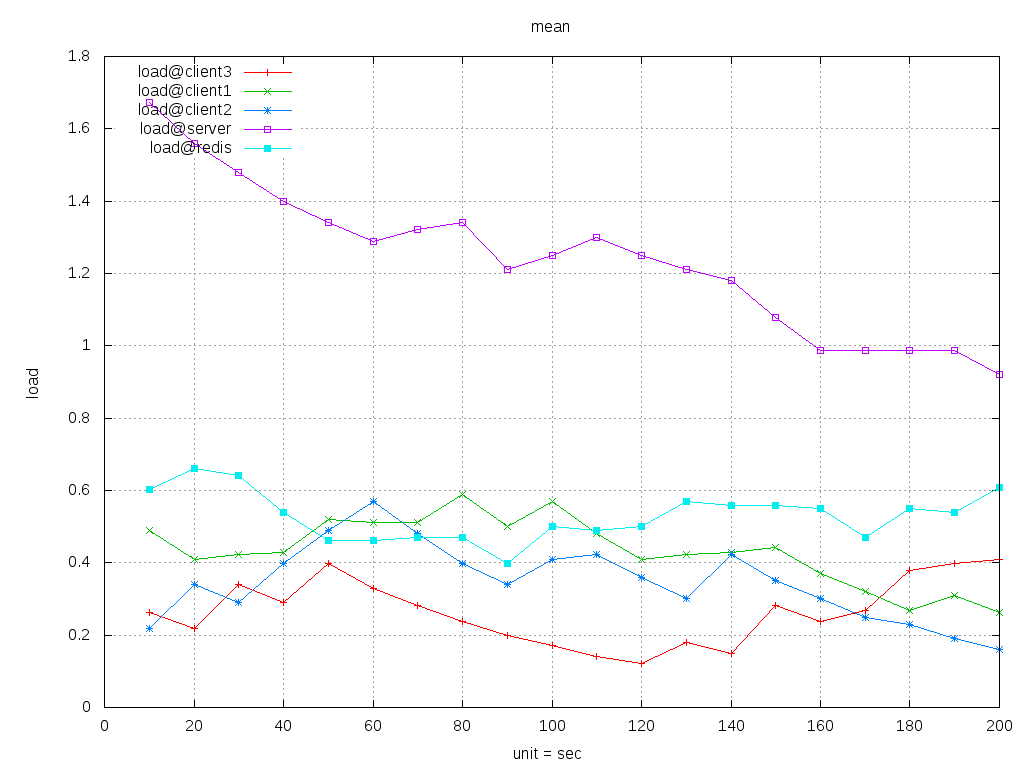 mean
1.8
1.6
1.4
1.2
1
0.8
0.6
0.4
0.2
0
load
load@client3
load@client1
load@client2
load@server
load@redis
0 20 40 60 80 100 120 140 160 180 200
unit = sec